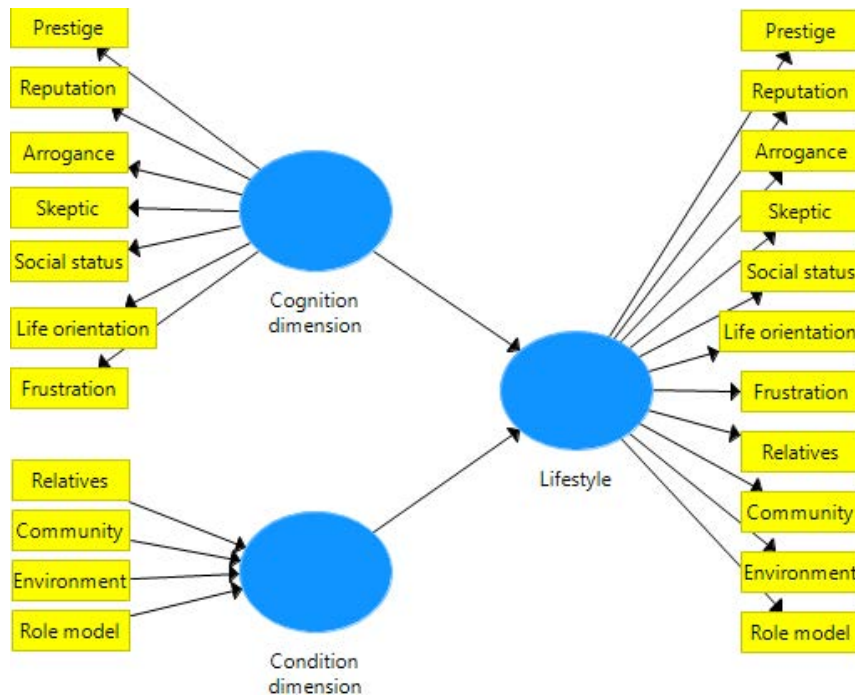 Prestige
Reputation
Arrogance
Skeptic
Social status
Life orientation
Frustration
Cognition
dimension
Relatives
Community
Environment
Role model
Condition
dimension
Lifestyle
Prestige
Reputation
Arrogance
Skeptic
Social status
Life orientation
Frustration
Relatives
Community
Environment
Role model